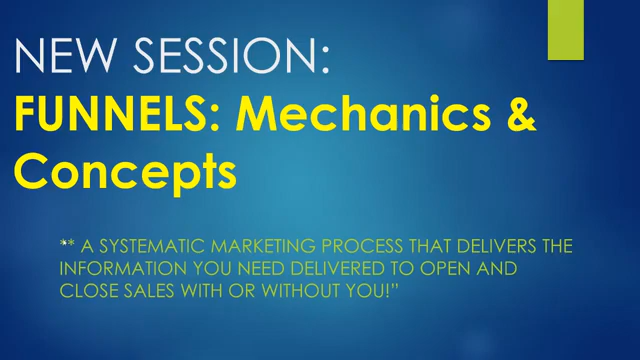 NEW SESSION:
FUNNELS: Mechanics &
Concepts
"* A SYSTEMATIC MARKETING PROCESS THAT DELIVERS THE
INFORMATION YOU NEED DELIVERED TO OPEN AND
CLOSE SALES WITH OR WITHOUT YOU!”